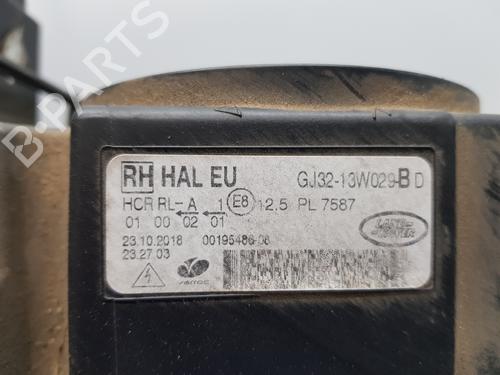 B-PARTS
RH HAL EU GJ32-13W029-B D
HCR RL-A 1 E8 12.5 PL 7587
01 00 02 01
LAND ROVER
23.10.2018 00195486-06
23.27.03
varroc